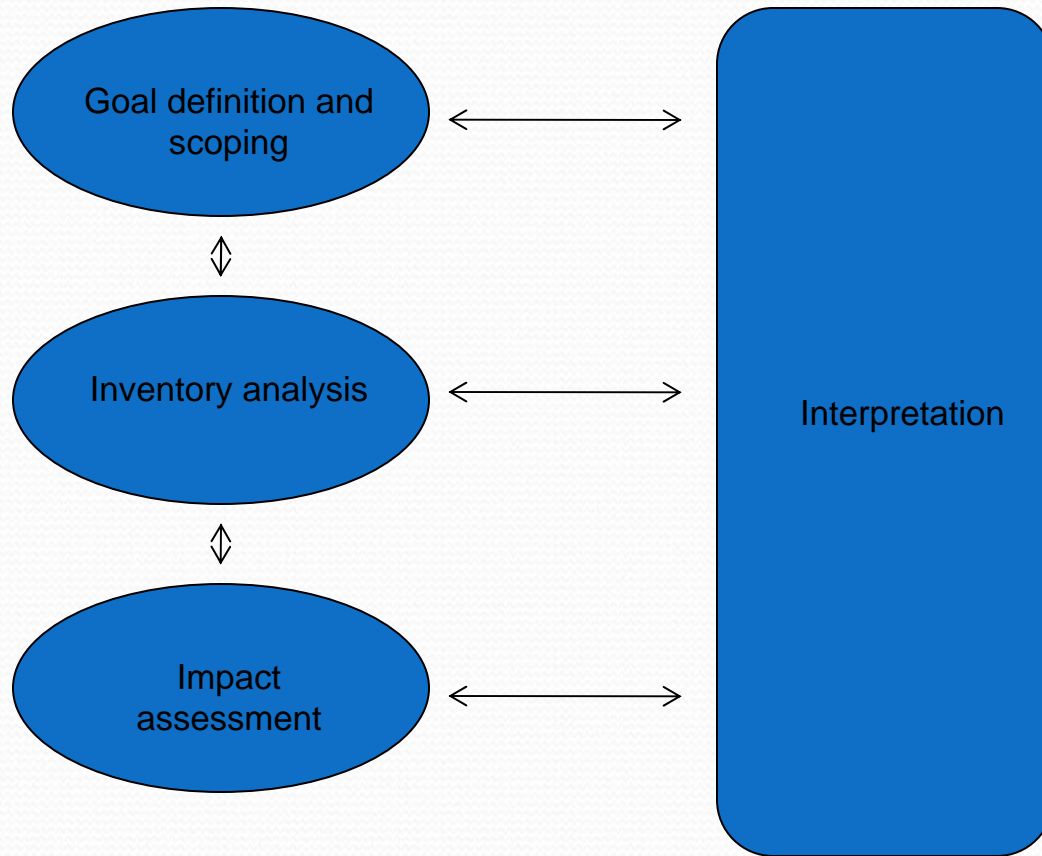 Goal definition and
scoping
Inventory analysis
Interpretation
Impact
assessment